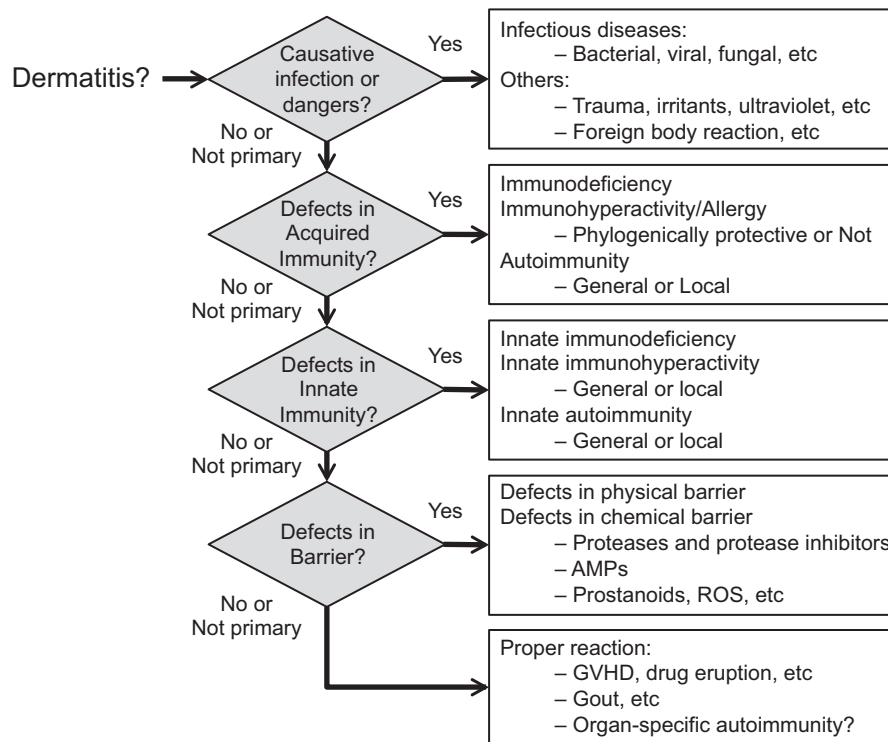 Dermatitis?
Causative
infection or
dangers?
Yes
Infectious diseases:
– Bacterial, viral, fungal, etc
Others:
– Trauma, irritants, ultraviolet, etc
– Foreign body reaction, etc
No or
Not primary
Defects in
Acquired
Immunity?
Yes
Immunodeficiency
Immunohyperactivity/Allergy
– Phylogenically protective or Not
Autoimmunity
– General or Local
No or
Not primary
Defects in
Innate
Immunity?
Yes
Innate immunodeficiency
Innate immunohyperactivity
– General or local
Innate autoimmunity
– General or local
No or
Not primary
Defects in
Barrier?
Yes
Defects in physical barrier
Defects in chemical barrier
– Proteases and protease inhibitors
– AMPs
– Prostanoids, ROS, etc
No or
Not primary
Proper reaction:
– GVHD, drug eruption, etc
– Gout, etc
– Organ-specific autoimmunity?